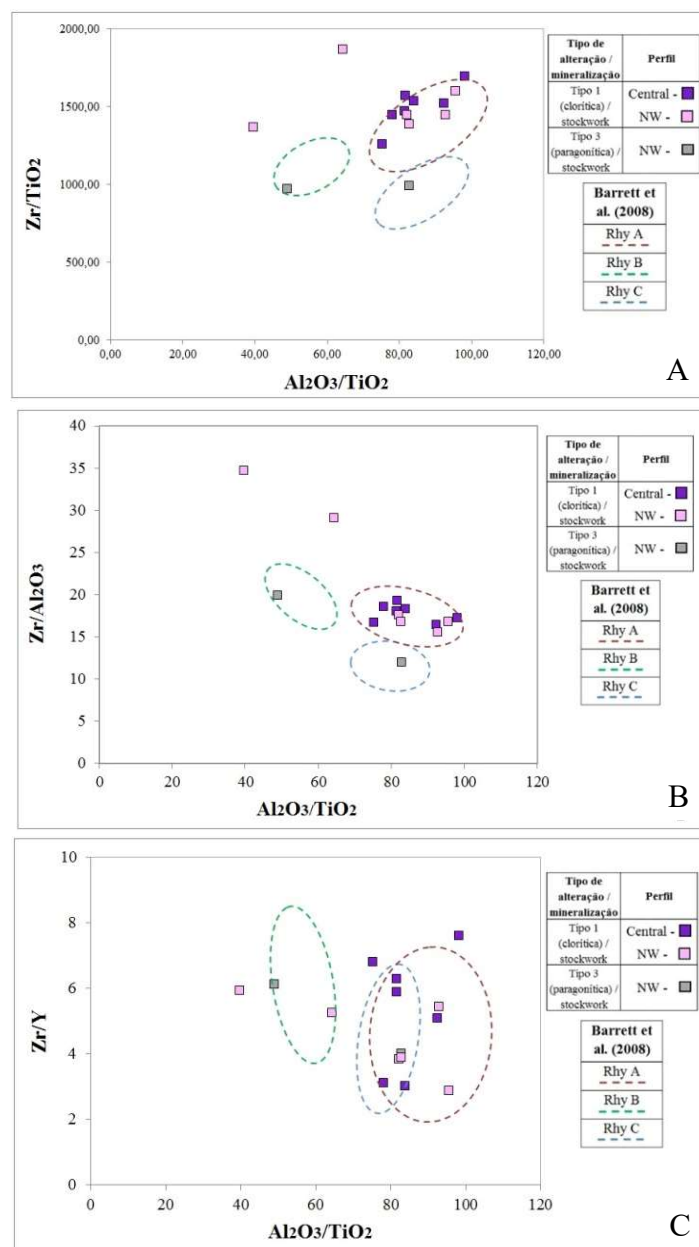 2000,00
1500,00
1000,00
500,00
0,00
Zr/TiO2
0,00 20,00 40,00 60,00 80,00 100,00 120,00
Al2O3/TiO2
Tipo de alteração / mineralização
Perfil
Tipo 1 (clorítica) / stockwork
Central -
NW -
Tipo 3 (paragonítica) / stockwork
NW -
Barrett et al. (2008)
Rhy A
Rhy B
Rhy C
A
40
35
30
25
20
15
10
5
0
Zr/Al2O3
0 20 40 60 80 100 120
Al2O3/TiO2
Tipo de alteração / mineralização
Perfil
Tipo 1 (clorítica) / stockwork
Central -
NW -
Tipo 3 (paragonítica) / stockwork
NW -
Barrett et al. (2008)
Rhy A
Rhy B
Rhy C
B
10
8
6
4
2
0
Zr/Y
0 20 40 60 80 100 120
Al2O3/TiO2
Tipo de alteração / mineralização
Perfil
Tipo 1 (clorítica) / stockwork
Central -
NW -
Tipo 3 (paragonítica) / stockwork
NW -
Barrett et al. (2008)
Rhy A
Rhy B
Rhy C
C